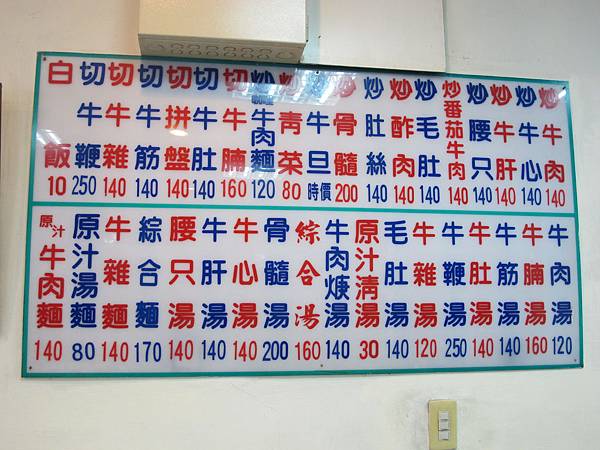 白飯 10
切牛鞭 250
切牛雜 140
切牛筋 140
切拼盤 140
切牛肚 140
切牛腩 160
炒牛肉麵 120
炒青菜 80
炒牛旦 時價
炒骨髓 200
炒肚絲 140
炒酢肉 140
炒毛肚 140
炒番茄牛肉 140
炒腰只 140
炒牛肝 140
炒牛心 140
炒牛肉 140
原汁牛肉麵 140
原汁湯麵 80
牛雜麵 140
綜合麵 170
腰只湯 140
牛肝湯 140
牛心湯 140
骨髓湯 200
綜合湯 160
牛肉焿湯 140
原汁清湯 30
毛肚湯 140
牛雜湯 120
牛鞭湯 250
牛肚湯 140
牛筋湯 140
牛腩湯 160
牛肉湯 120